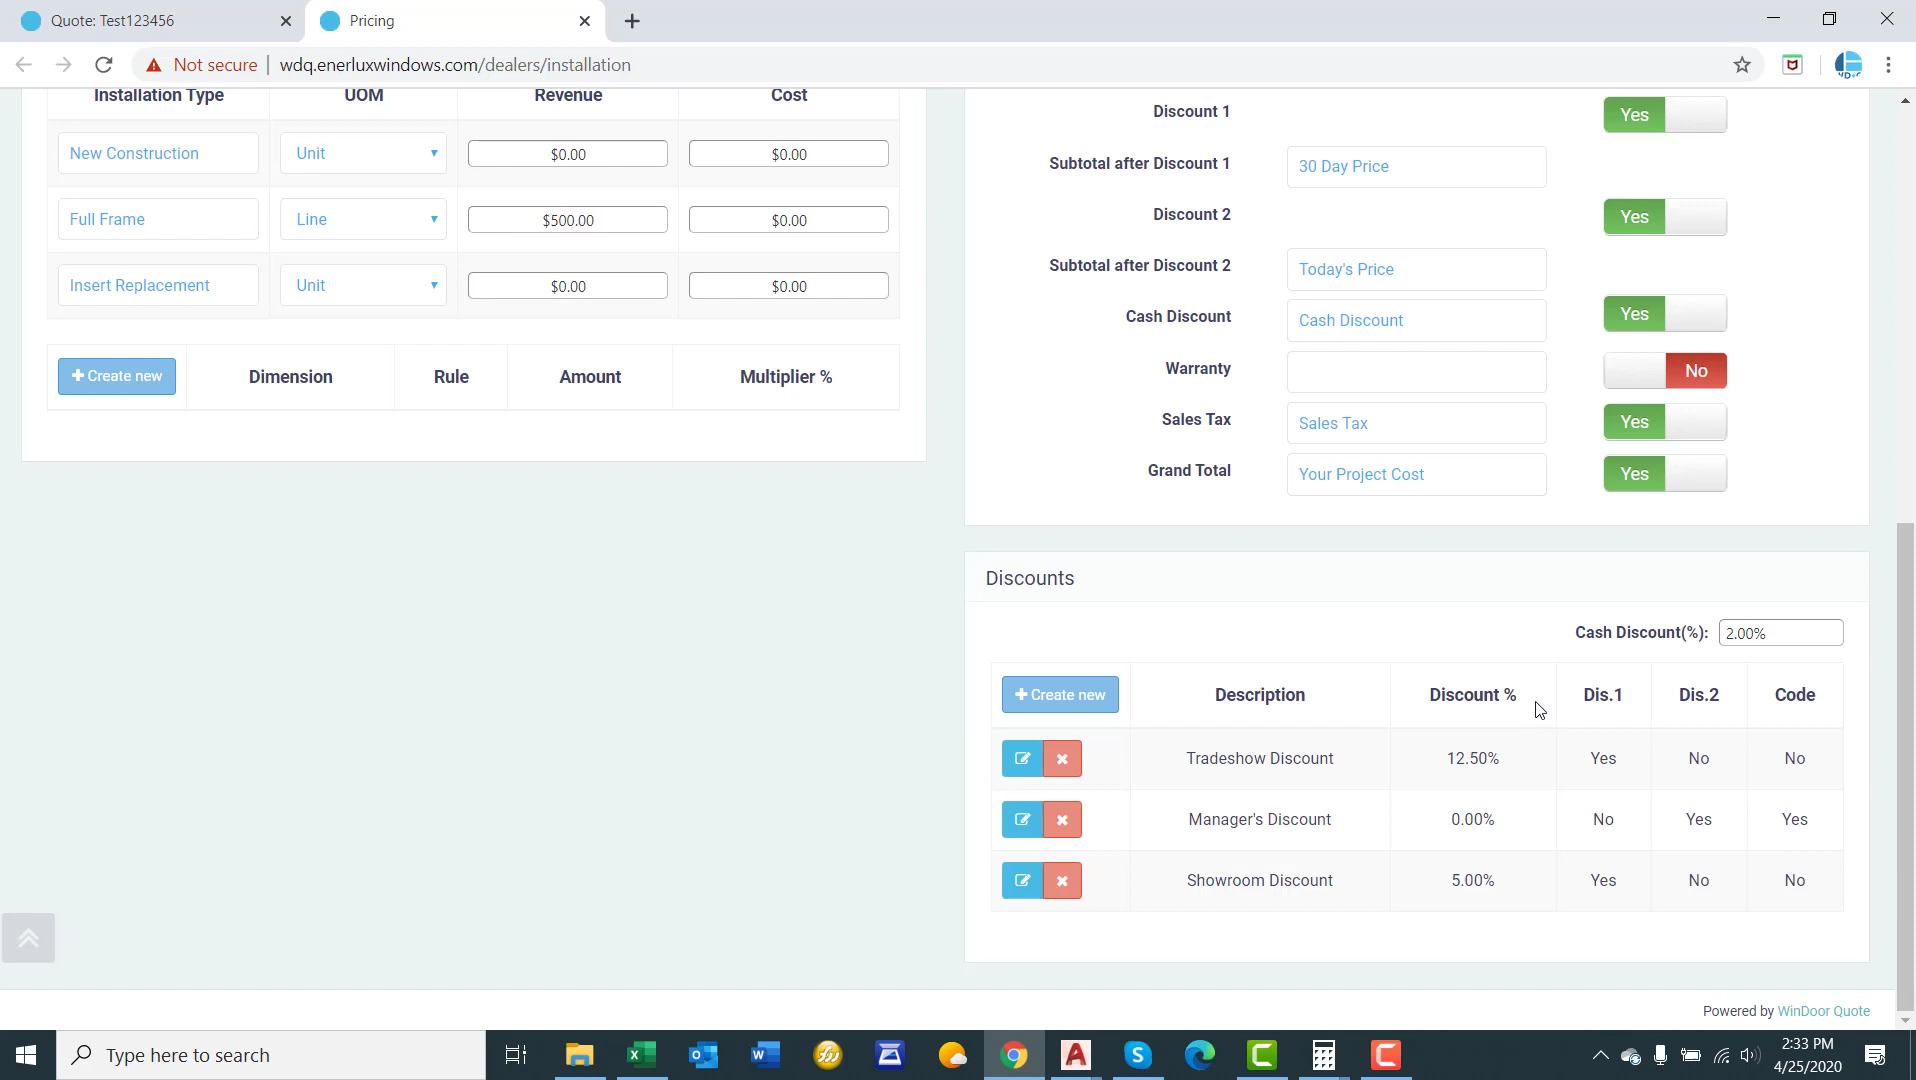 Quote: Test123456
Pricing
Not secure | wdq.enerluxwindows.com/dealers/installation
Installation Type UOM Revenue Cost
New Construction Unit $0.00 $0.00
Full Frame Line $500.00 $0.00
Insert Replacement Unit $0.00 $0.00
Create new Dimension Rule Amount Multiplier %
Discount 1 Yes
Subtotal after Discount 1 30 Day Price
Discount 2 Yes
Subtotal after Discount 2 Today's Price
Cash Discount Cash Discount Yes
Warranty No
Sales Tax Sales Tax Yes
Grand Total Your Project Cost Yes
Discounts
Cash Discount(%): 2.00%
Create new Description Discount % Dis.1 Dis.2 Code
Tradeshow Discount 12.50% Yes No No
Manager's Discount 0.00% No Yes Yes
Showroom Discount 5.00% Yes No No
Powered by WinDoor Quote
Type here to search
2:33 PM
4/25/2020